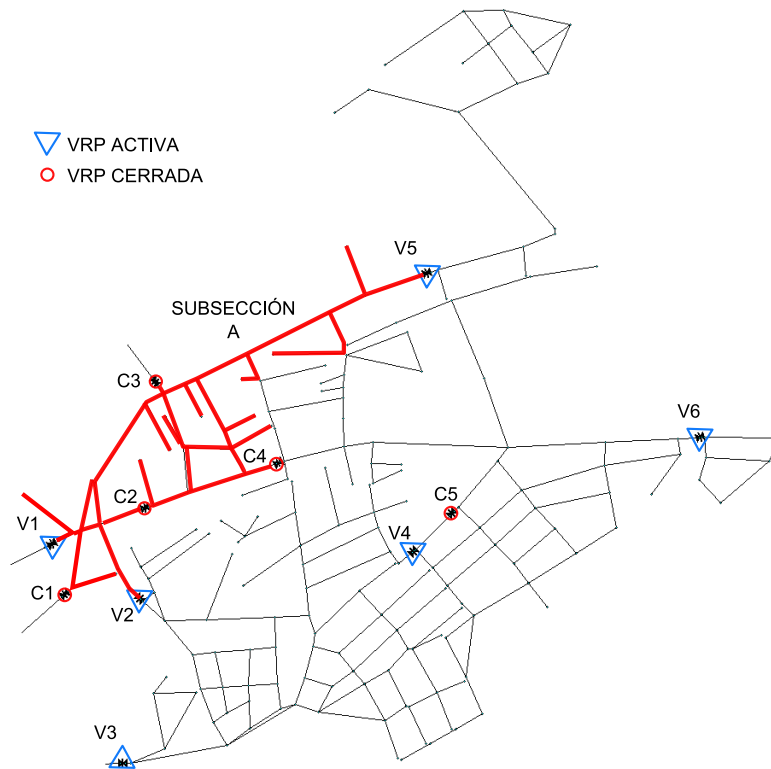 VRP ACTIVA
VRP CERRADA
V5
SUBSECCIÓN
A
C3
V6
C4
C2
C5
V1
V4
C1
V2
V3